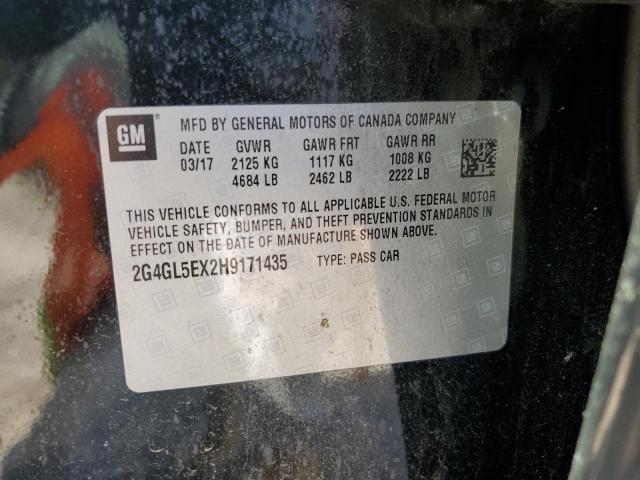 GM
MFD BY GENERAL MOTORS OF CANADA COMPANY
DATE GVWR GAWR FRT GAWR RR
03/17 2125 KG 1117 KG 1008 KG
4684 LB 2462 LB 2222 LB
THIS VEHICLE CONFORMS TO ALL APPLICABLE U.S. FEDERAL MOTOR
VEHICLE SAFETY, BUMPER, AND THEFT PREVENTION STANDARDS IN
EFFECT ON THE DATE OF MANUFACTURE SHOWN ABOVE.
2G4GL5EX2H9171435 TYPE: PASS CAR